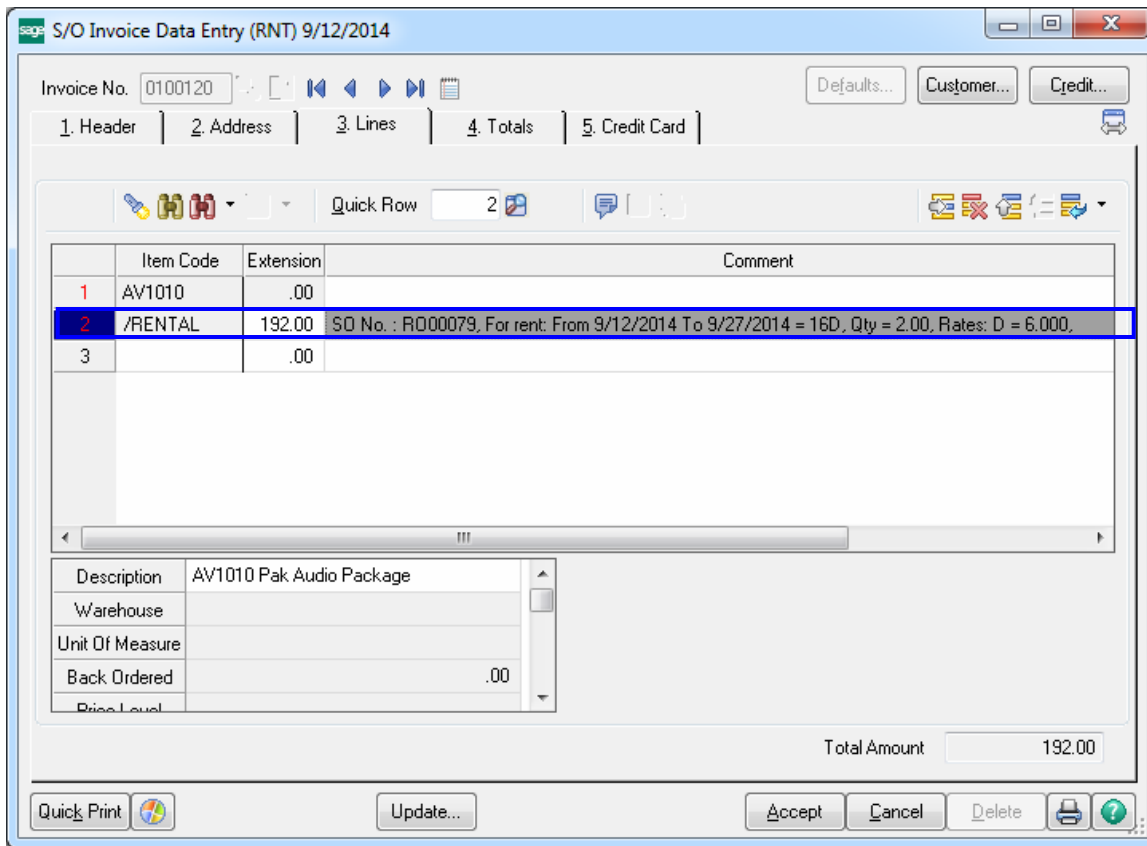 sage S/O Invoice Data Entry (RNT) 9/12/2014
Invoice No. 0100120 Defaults... Customer... Credit...
1. Header 2. Address 3. Lines 4. Totals 5. Credit Card
Quick Row 2
Item Code Extension Comment
1 AV1010 .00
2 /RENTAL 192.00 SO No. : RO00079, For rent: From 9/12/2014 To 9/27/2014 = 16D, Qty = 2.00, Rates: D = 6.000,
3 .00
Description AV1010 Pak Audio Package
Warehouse
Unit Of Measure
Back Ordered .00
Price Level
Total Amount 192.00
Quick Print Update... Accept Cancel Delete